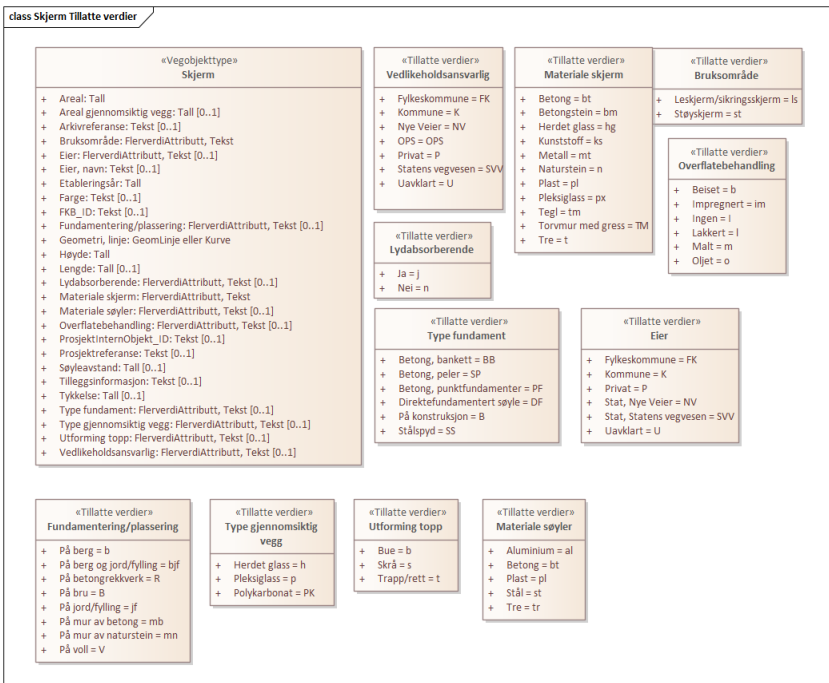 class Skjerm Tillatte verdier
«Vegobjekttype»
Skjerm
+ Areal: Tall
+ Areal gjennomsiktig vegg: Tall [0..1]
+ Arkivreferanse: Tekst [0..1]
+ Bruksområde: FlerverdiAttributt, Tekst
+ Eier: FlerverdiAttributt, Tekst [0..1]
+ Eier, navn: Tekst [0..1]
+ Etableringsår: Tall
+ Farge: Tekst [0..1]
+ FKB_ID: Tekst [0..1]
+ Fundamentering/plassering: FlerverdiAttributt, Tekst [0..1]
+ Geometri, linje: GeomLinje eller Kurve
+ Høyde: Tall
+ Lengde: Tall [0..1]
+ Lydabsorberende: FlerverdiAttributt, Tekst [0..1]
+ Materiale skjerm: FlerverdiAttributt, Tekst
+ Materiale søyler: FlerverdiAttributt, Tekst [0..1]
+ Overflatebehandling: FlerverdiAttributt, Tekst [0..1]
+ ProsjektInternObjekt_ID: Tekst [0..1]
+ Prosjektreferanse: Tekst [0..1]
+ Søyleavstand: Tall [0..1]
+ Tilleggsinformasjon: Tekst [0..1]
+ Tykkelse: Tall [0..1]
+ Type fundament: FlerverdiAttributt, Tekst [0..1]
+ Type gjennomsiktig vegg: FlerverdiAttributt, Tekst [0..1]
+ Utforming topp: FlerverdiAttributt, Tekst [0..1]
+ Vedlikeholdsansvarlig: FlerverdiAttributt, Tekst [0..1]
«Tillatte verdier»
Vedlikeholdsansvarlig
+ Fylkeskommune = FK
+ Kommune = K
+ Nye Veier = NV
+ OPS = OPS
+ Privat = P
+ Statens vegvesen = SVV
+ Uavklart = U
«Tillatte verdier»
Materiale skjerm
+ Betong = bt
+ Betongstein = bm
+ Herdet glass = hg
+ Kunststoff = ks
+ Metall = mt
+ Naturstein = n
+ Plast = pl
+ Pleksiglass = px
+ Tegl = tm
+ Torvmur med gress = TM
+ Tre = t
«Tillatte verdier»
Bruksområde
+ Leskjerm/sikringsskjerm = ls
+ Støyskjerm = st
«Tillatte verdier»
Overflatebehandling
+ Beiset = b
+ Impregnert = im
+ Ingen = I
+ Lakkert = l
+ Malt = m
+ Oljet = o
«Tillatte verdier»
Lydabsorberende
+ Ja = j
+ Nei = n
«Tillatte verdier»
Type fundament
+ Betong, bankett = BB
+ Betong, peler = SP
+ Betong, punktfundamenter = PF
+ Direktefundamentert søyle = DF
+ På konstruksjon = B
+ Stålspyd = SS
«Tillatte verdier»
Eier
+ Fylkeskommune = FK
+ Kommune = K
+ Privat = P
+ Stat, Nye Veier = NV
+ Stat, Statens vegvesen = SVV
+ Uavklart = U
«Tillatte verdier»
Fundamentering/plassering
+ På berg = b
+ På berg og jord/fylling = bjf
+ På betongrekkverk = R
+ På bru = B
+ På jord/fylling = jf
+ På mur av betong = mb
+ På mur av naturstein = mn
+ På voll = V
«Tillatte verdier»
Type gjennomsiktig
vegg
+ Herdet glass = h
+ Pleksiglass = p
+ Polykarbonat = PK
«Tillatte verdier»
Utforming topp
+ Bue = b
+ Skrå = s
+ Trapp/rett = t
«Tillatte verdier»
Materiale søyler
+ Aluminium = al
+ Betong = bt
+ Plast = pl
+ Stål = st
+ Tre = tr